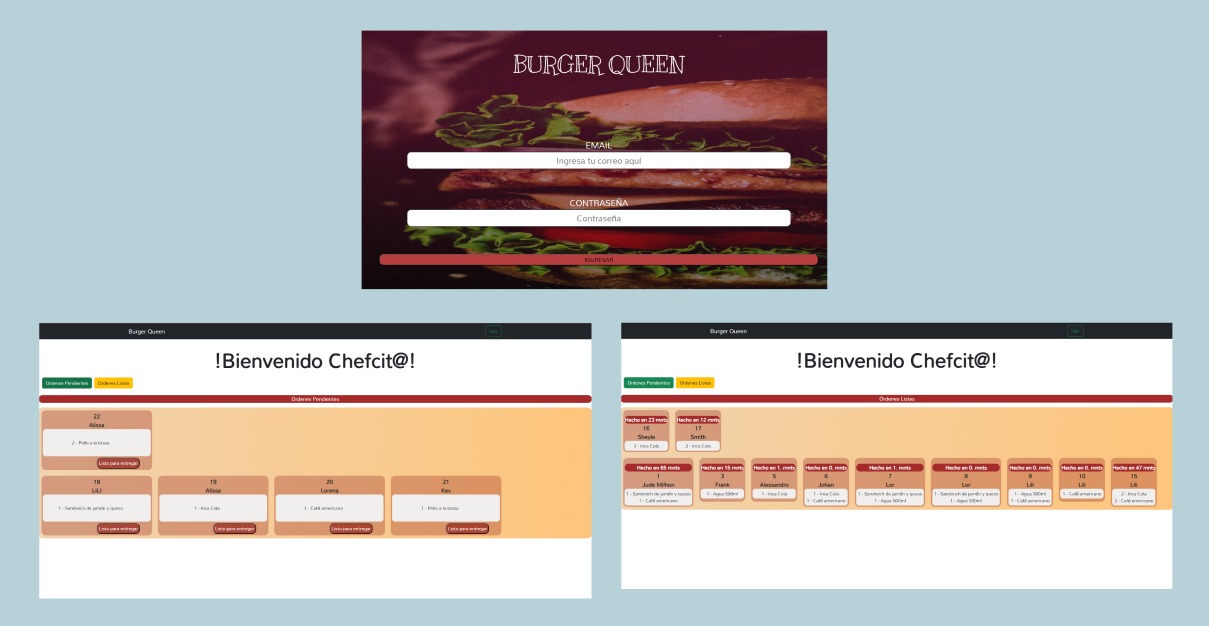 BURGER QUEEN
EMAIL
Ingresa tu correo aquí
CONTRASEÑA
Contraseña
INGRESAR
Burger Queen
Salir
!Bienvenido Chefcit@!
Ordenes Pendientes
Ordenes Listas
Ordenes Pendientes
22
Alissa
2 - Pollo a la brasa
Listo para entregar
18
LILI
1 - Sandwich de jamón y queso
Listo para entregar
19
Alissa
1 - Inca Cola
Listo para entregar
20
Lorena
1 - Café americano
Listo para entregar
21
Kev
1 - Pollo a la brasa
Listo para entregar
Burger Queen
Salir
!Bienvenido Chefcit@!
Ordenes Pendientes
Ordenes Listas
Órdenes Listas
Hecho en 23 mnts
16
Sheyla
3 - Inca Cola
Hecho en 12 mnts
17
Smith
2 - Inca Cola
Hecho en 65 mnts
1
Jude Milhon
1 - Sandwich de jamón y queso
1 - Café americano
Hecho en 15 mnts
3
Frank
1 - Agua 500ml
Hecho en 1. mnts
5
Alessandro
1 - Inca Cola
Hecho en 0. mnts
6
Johan
1 - Inca Cola
1 - Café americano
Hecho en 1. mnts
7
Lor
1 - Sandwich de jamón y queso
1 - Agua 500ml
Hecho en 0. mnts
8
Lor
1 - Sandwich de jamón y queso
1 - Agua 500ml
Hecho en 0. mnts
9
Lili
1 - Agua 500ml
1 - Café americano
Hecho en 0. mnts
10
Lili
1 - Café americano
Hecho en 47 mnts
15
Lili
2 - Inca Cola
2 - Café americano